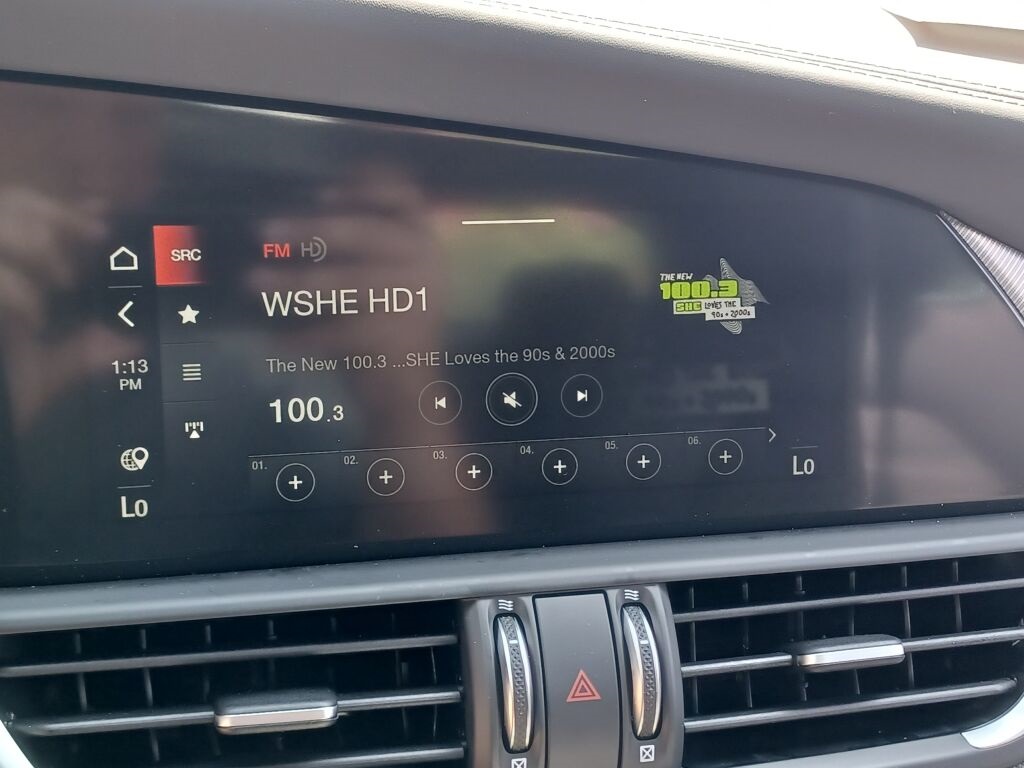 SRC
FM HD
WSHE HD1
THE NEW
100.3
SHE LOVES THE
90s + 2000s
The New 100.3 ...SHE Loves the 90s & 2000s
1:13
PM
100.3
01. 02. 03. 04. 05. 06.
Lo
Lo